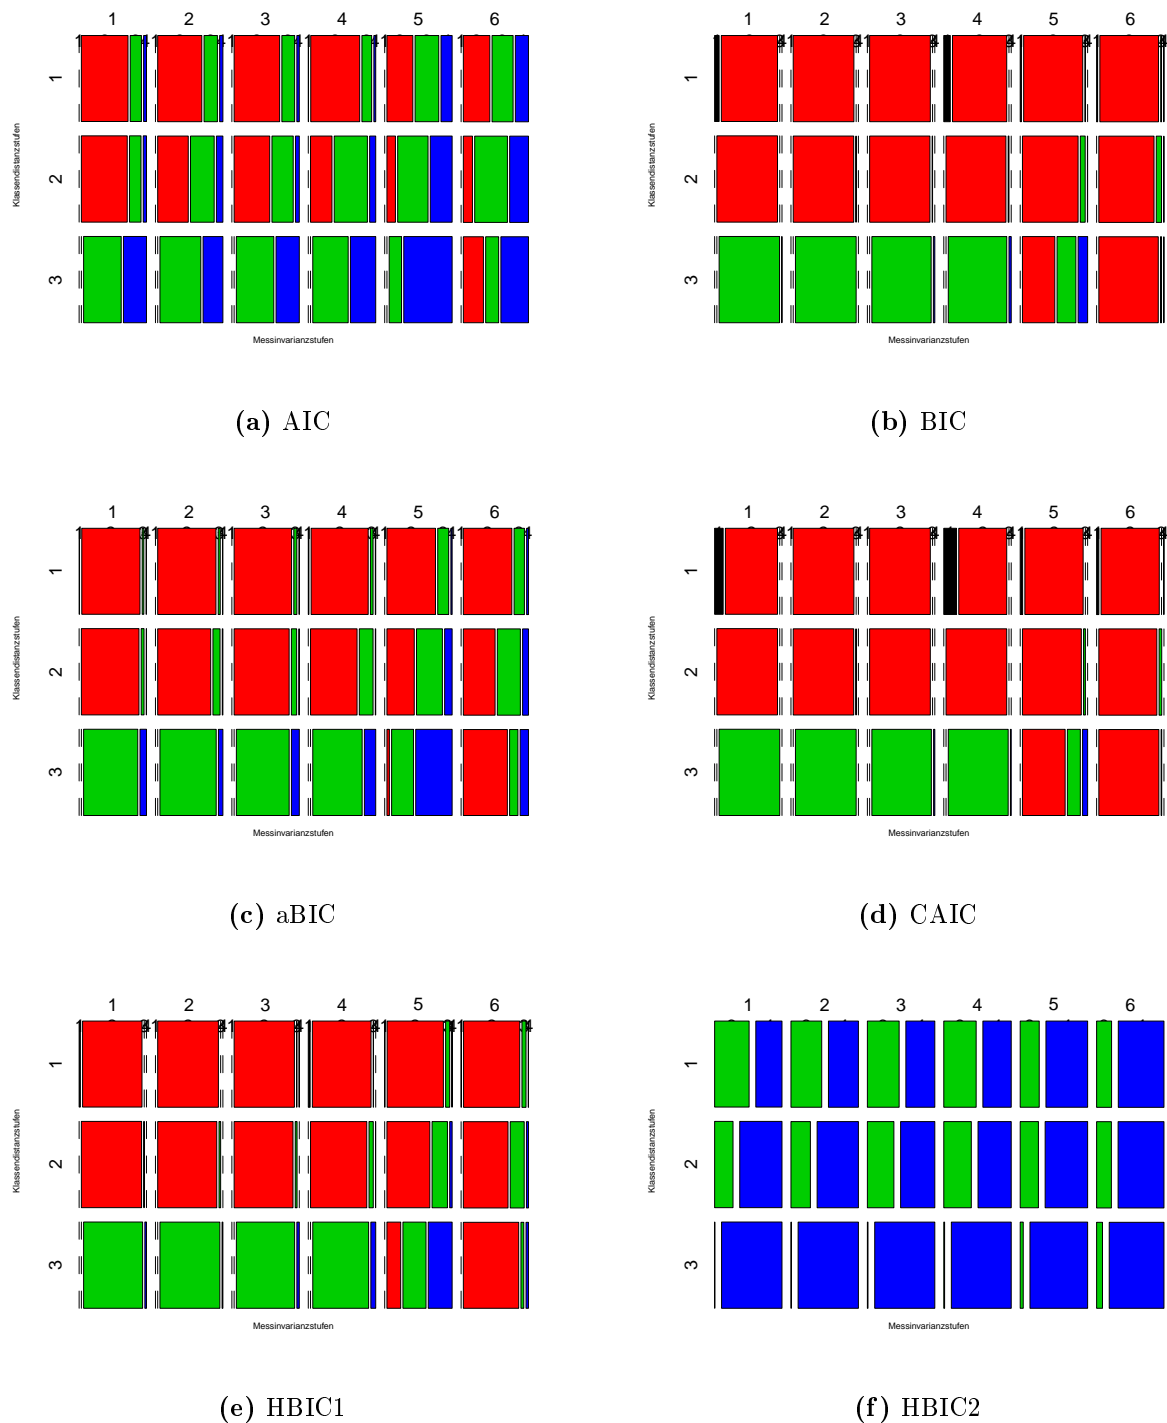 1 2 3 4 5 6
1
2
3
Klassendistanzstufen
Messinvarianzstufen
(a) AIC
1 2 3 4 5 6
1
2
3
Klassendistanzstufen
Messinvarianzstufen
(b) BIC
1 2 3 4 5 6
1
2
3
Klassendistanzstufen
Messinvarianzstufen
(c) aBIC
1 2 3 4 5 6
1
2
3
Klassendistanzstufen
Messinvarianzstufen
(d) CAIC
1 2 3 4 5 6
1
2
3
Klassendistanzstufen
Messinvarianzstufen
(e) HBIC1
1 2 3 4 5 6
1
2
3
Klassendistanzstufen
Messinvarianzstufen
(f) HBIC2